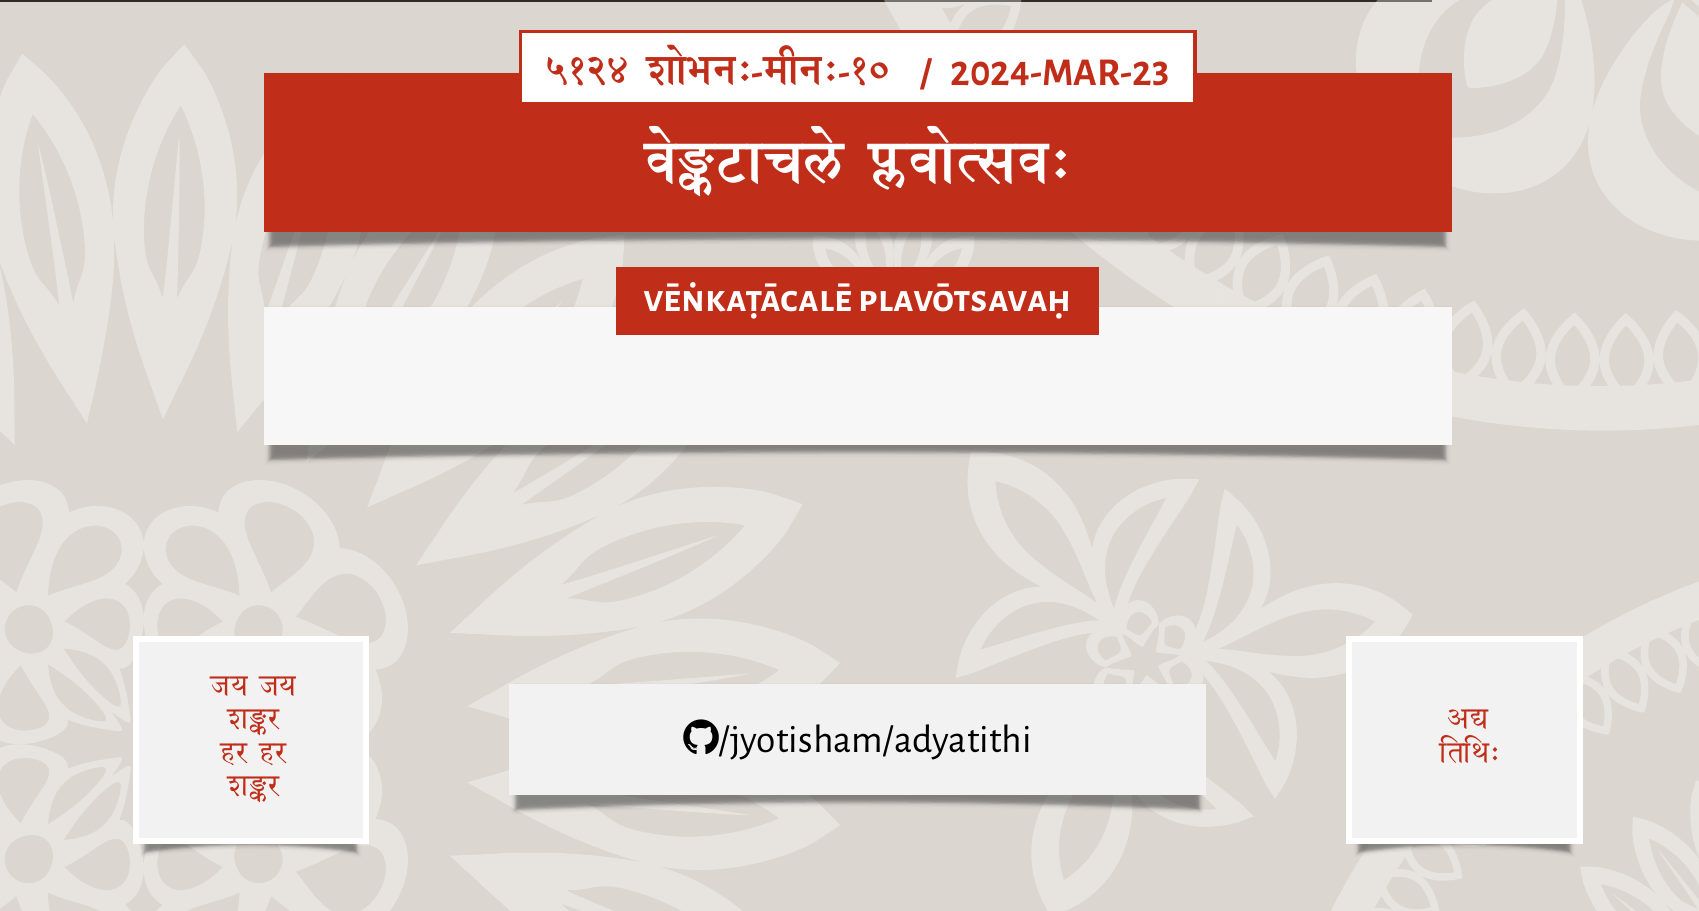 ५१२४ शोभनः-मीनः-१० / 2024-MAR-23
वेङ्कटाचले प्लवोत्सवः
VĒṄKAṬĀCALĒ PLAVŌTSAVAḤ
जय जय
शङ्कर
हर हर
शङ्कर
/jyotisham/adyatithi
अद्य
तिथिः